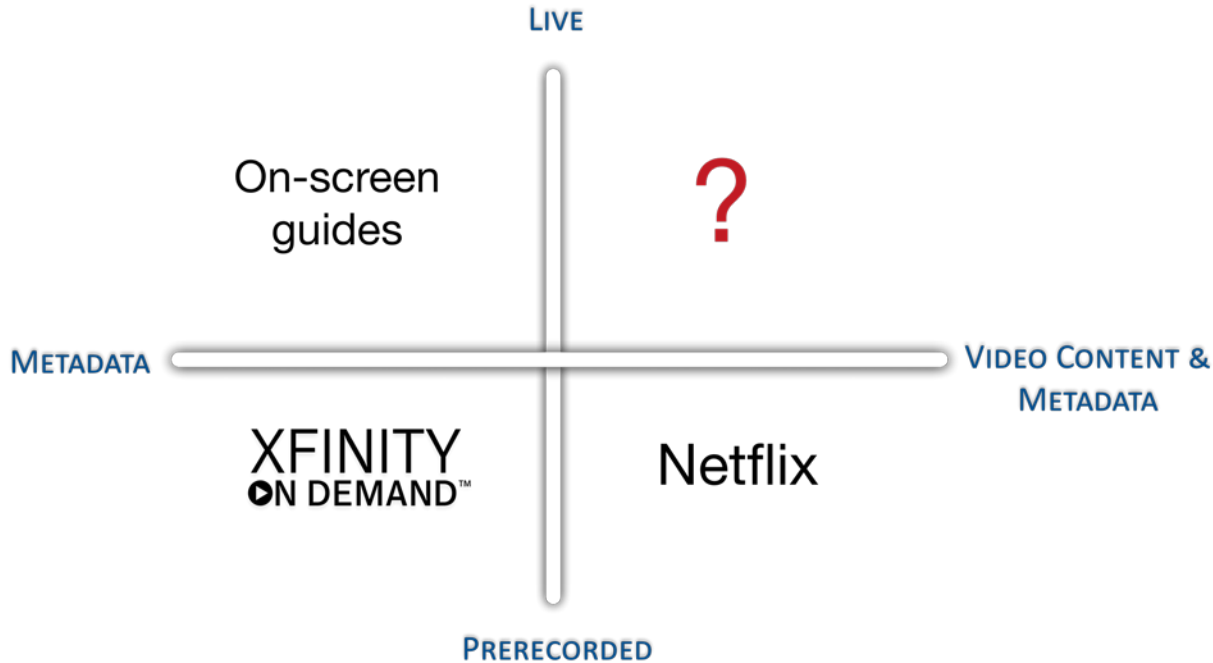 LIVE
On-screen
guides
?
METADATA
VIDEO CONTENT &
METADATA
XFINITY
ON DEMAND™
Netflix
PRERECORDED